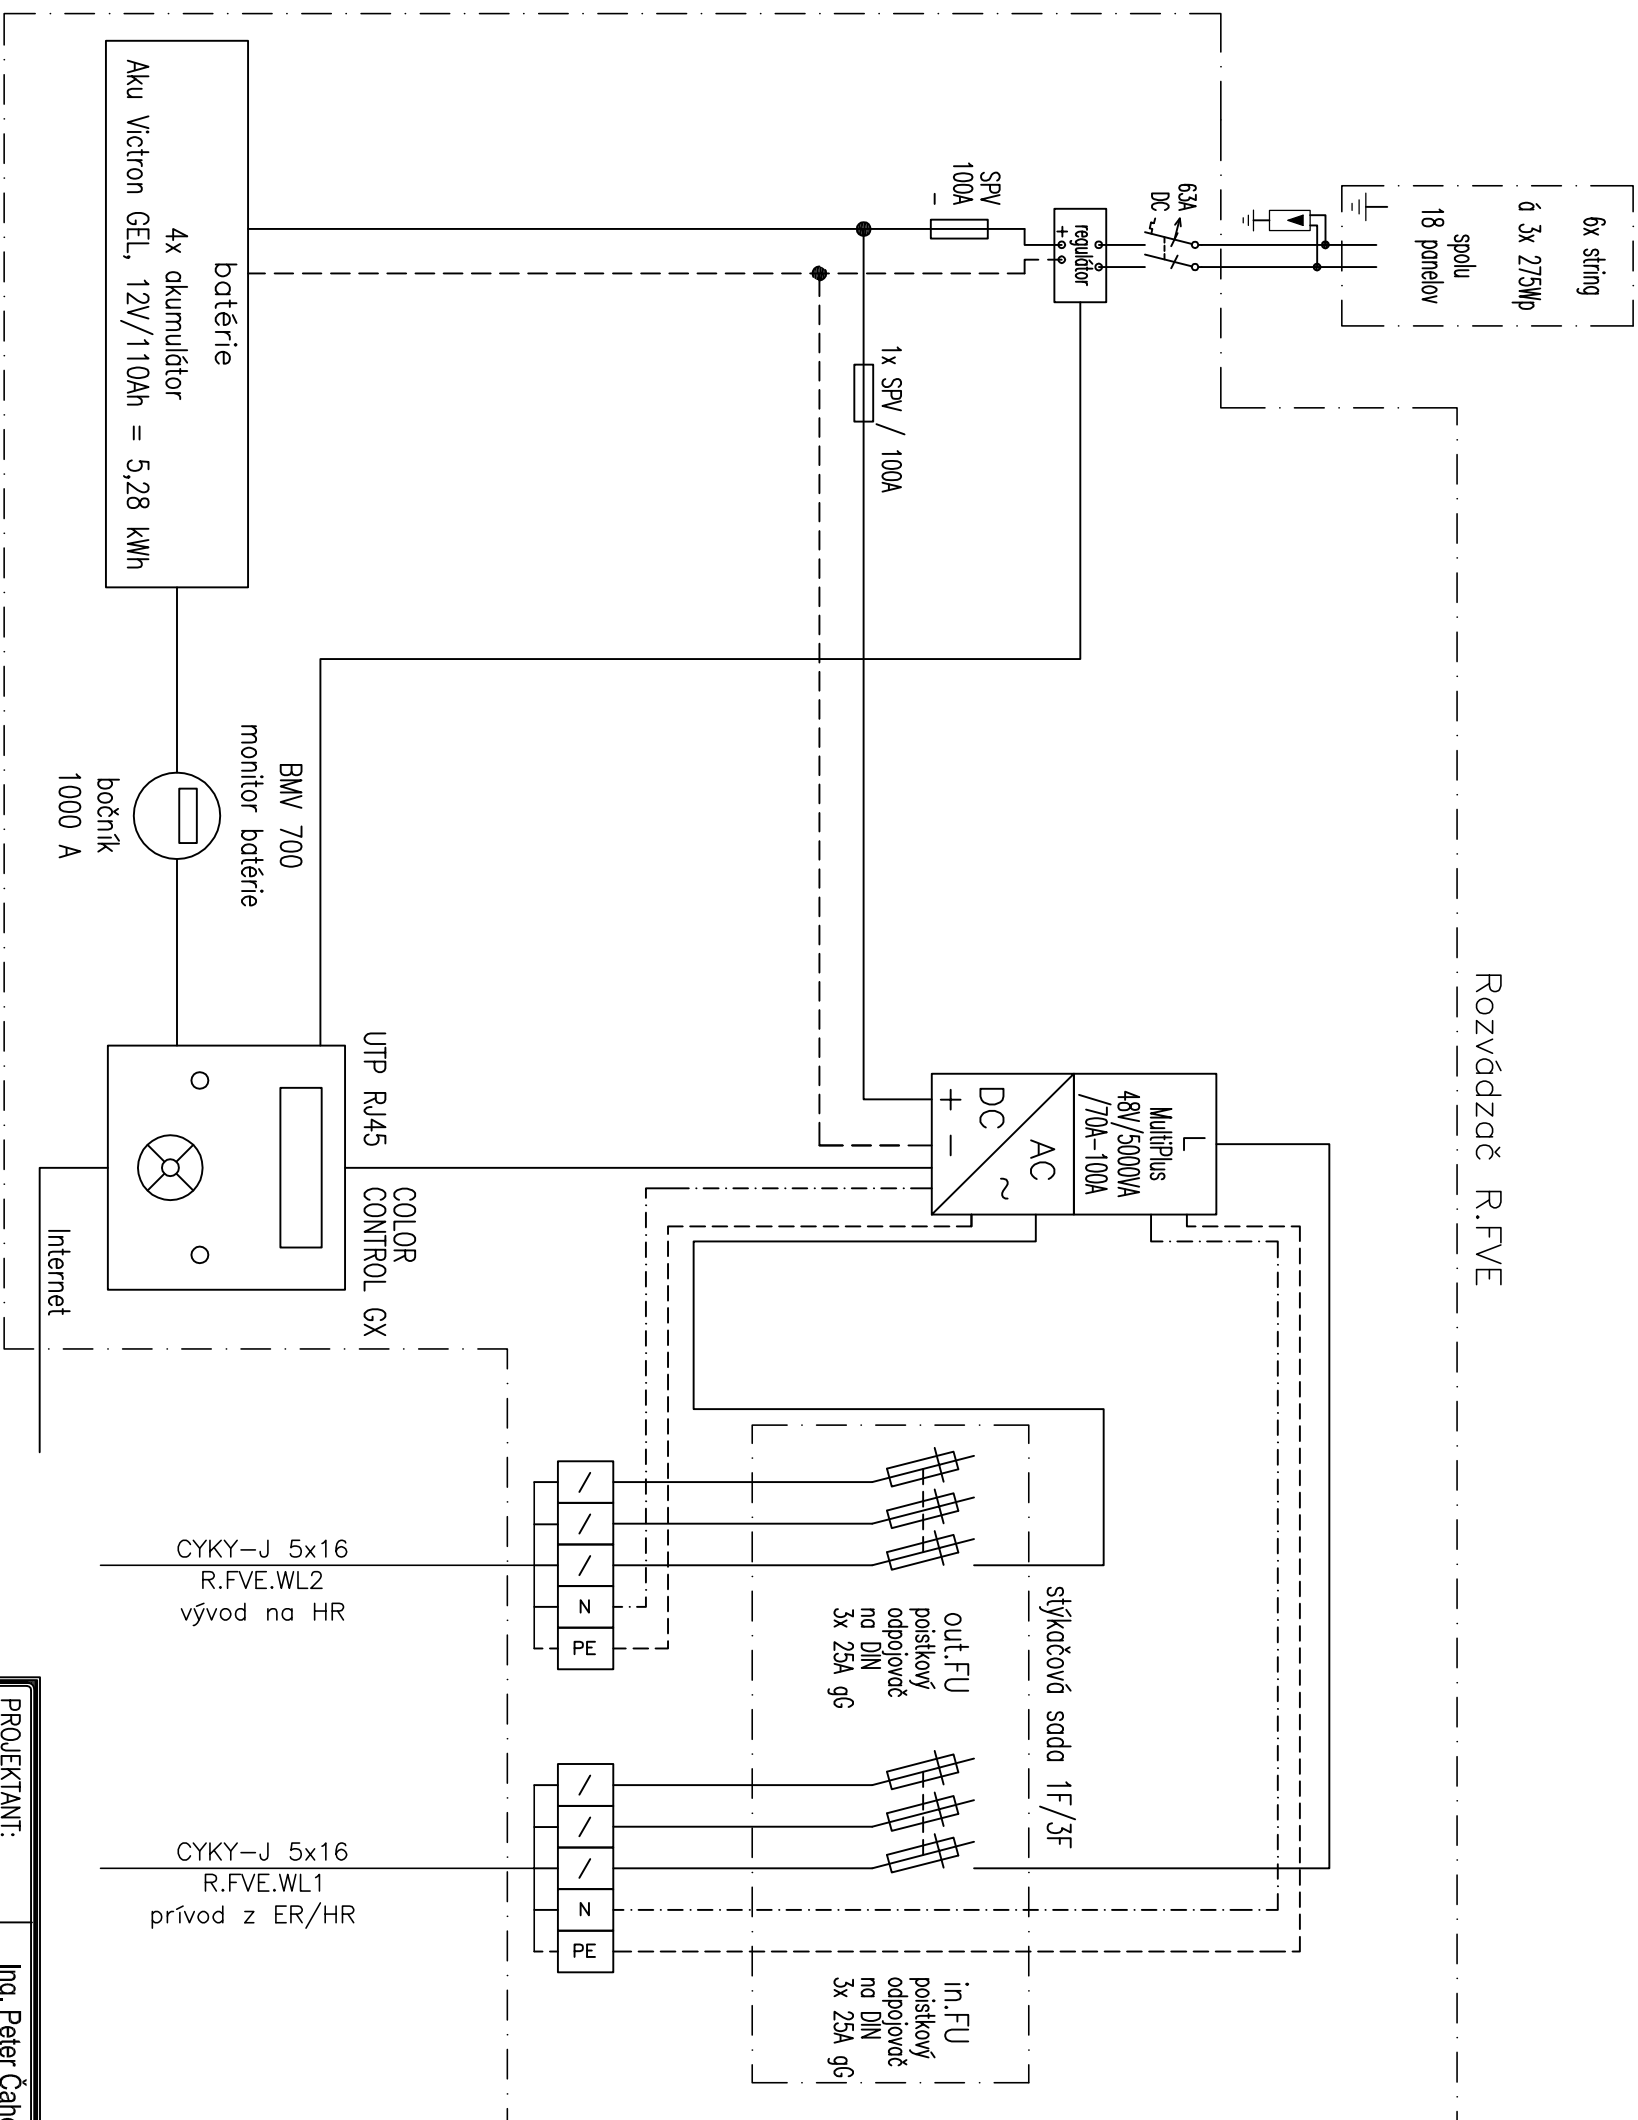 6x string
á 3x 275Wp
spolu
18 panelov
63A
DC
regulátor
+
SPV
100A
-
1x SPV / 100A
batérie
4x akumulátor
Aku Victron GEL, 12V/110Ah = 5,28 kWh
BMV 700
monitor batérie
bočník
1000 A
Rozvádzač R.FVE
L
MultiPlus
48V/5000VA
/70A-100A
AC
~
DC
+ -
UTP RJ45
COLOR
CONTROL GX
Internet
stýkačová sada 1F/3F
out.FU
poistkový
odpojovač
na DIN
3x 25A gG
in.FU
poistkový
odpojovač
na DIN
3x 25A gG
/
/
/
N
PE
CYKY-J 5x16
R.FVE.WL2
vývod na HR
/
/
/
N
PE
CYKY-J 5x16
R.FVE.WL1
prívod z ER/HR
PROJEKTANT:
Ing. Peter